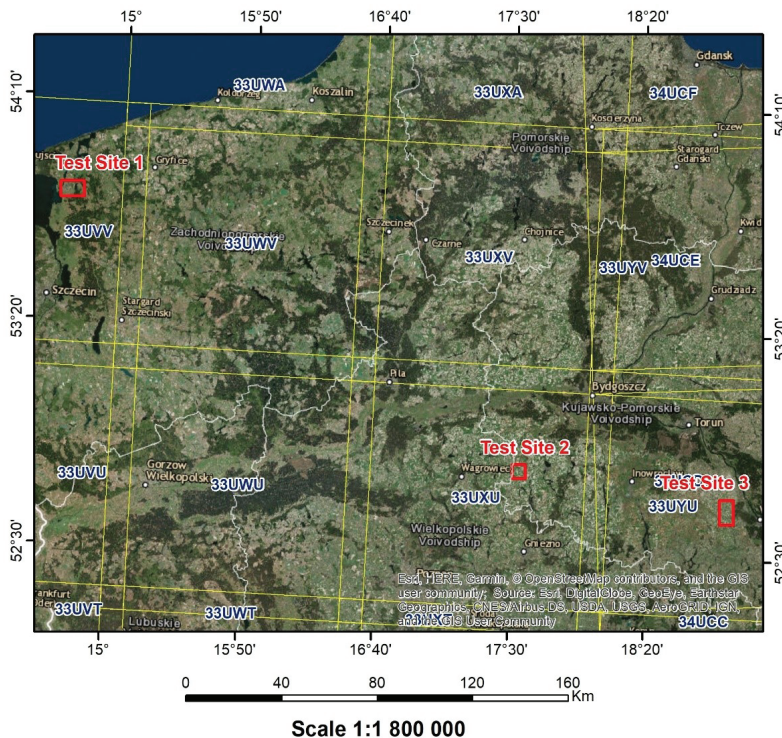 15°
15°50'
16°40'
17°30'
18°20'
Gdansk
54°10'
33UWA
Koszalin
33UXA
34UCF
54°10'
Koscierzyna
Tczew
Pomorskie
Voivodship
Starogard
Gdanski
Test Site 1
Gryfice
33UVV
Zachodniopomorskie
33UWV
Szczecinek
Czarne
Chojnice
Kwid
33UXV
33UYV
34UCE
Szczecin
Stargard
Szczecinski
Grudziadz
53°20'
53°20'
Pila
Bydgoszcz
Kujawsko-Pomorskie
Voivodship
Torun
Test Site 2
33UVU
Gorzow
Wielkopolski
33UWU
Wagrowiec
33UXU
Test Site 3
33UYU
52°30'
Wielkopolskie
Voivodship
Gniezno
52°30'
Esri, HERE, Garmin, © OpenStreetMap contributors, and the GIS
user community; Source: Esri, DigitalGlobe, GeoEye, Earthstar
Geographics, CNES/Airbus DS, USDA, USGS, AeroGRID, IGN,
and the GIS User Community
33UVT
Lubuskie
33UWT
34UCC
15°
15°50'
16°40'
17°30'
18°20'
0
40
80
120
160
Km
Scale 1:1 800 000